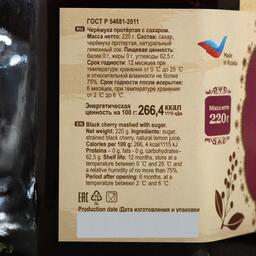 ГОСТ Р 54681-2011
RU Черёмуха протёртая с сахаром.
Масса нетто: 220 г. Состав: сахар,
черёмуха протёртая, натуральный
лимонный сок. Пищевая ценность:
белки 0 г, жиры 0 г, углеводы 62,5 г.
Срок годности: 12 месяцев при
температуре хранения от 0 °С до 25 °С
и относительной влажности не более
75%. Срок годности после вскрытия:
6 месяцев, при температуре хранения от
2 °С до 6 °С.
Энергетическая
ценность на 100 г: 266,4 ккал
1115 кДж
EN Black cherry mashed with sugar.
Net weight: 220 g. Ingredients: sugar,
strained black cherry, natural lemon juice.
Calories per 100 g: 266, 4 kcal1115 kJ
Proteins – 0 g, fats - 0 g, carbohydrates–
62,5 g. Shelf life: 12 months, store at a
temperature between 0 °С and 25 °С and a
relative humidity of no more than 75%.
Period after opening: 6 months, at a
temperature between 2 °С and 6 °С.
EAC
Production date /Дата изготовления и упаковки
Made
in Russia
Масса нетто
220г